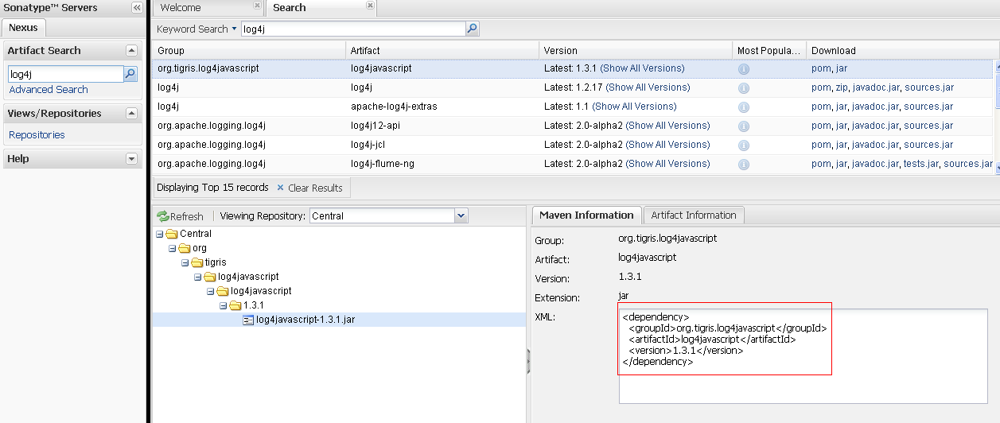 Sonatype™ Servers
Nexus
Artifact Search
log4j
Advanced Search
Views/Repositories
Repositories
Help
Welcome
Search
Keyword Search log4j
Group Artifact Version Most Popula... Download
org.tigris.log4javascript log4javascript Latest: 1.3.1 (Show All Versions) pom, jar
log4j log4j Latest: 1.2.17 (Show All Versions) pom, zip, javadoc.jar, sources.jar
log4j apache-log4j-extras Latest: 1.1 (Show All Versions) pom, jar, javadoc.jar, sources.jar
org.apache.logging.log4j log4j12-api Latest: 2.0-alpha2 (Show All Versions) pom, jar, javadoc.jar, sources.jar
org.apache.logging.log4j log4j-jcl Latest: 2.0-alpha2 (Show All Versions) pom, jar, javadoc.jar, sources.jar
org.apache.logging.log4j log4j-flume-ng Latest: 2.0-alpha2 (Show All Versions) pom, jar, javadoc.jar, tests.jar, sources.jar
Displaying Top 15 records Clear Results
Refresh Viewing Repository: Central
Central
org
tigris
log4javascript
log4javascript
1.3.1
log4javascript-1.3.1.jar
Maven Information Artifact Information
Group: org.tigris.log4javascript
Artifact: log4javascript
Version: 1.3.1
Extension: jar
XML: <dependency>
<groupId>org.tigris.log4javascript</groupId>
<artifactId>log4javascript</artifactId>
<version>1.3.1</version>
</dependency>